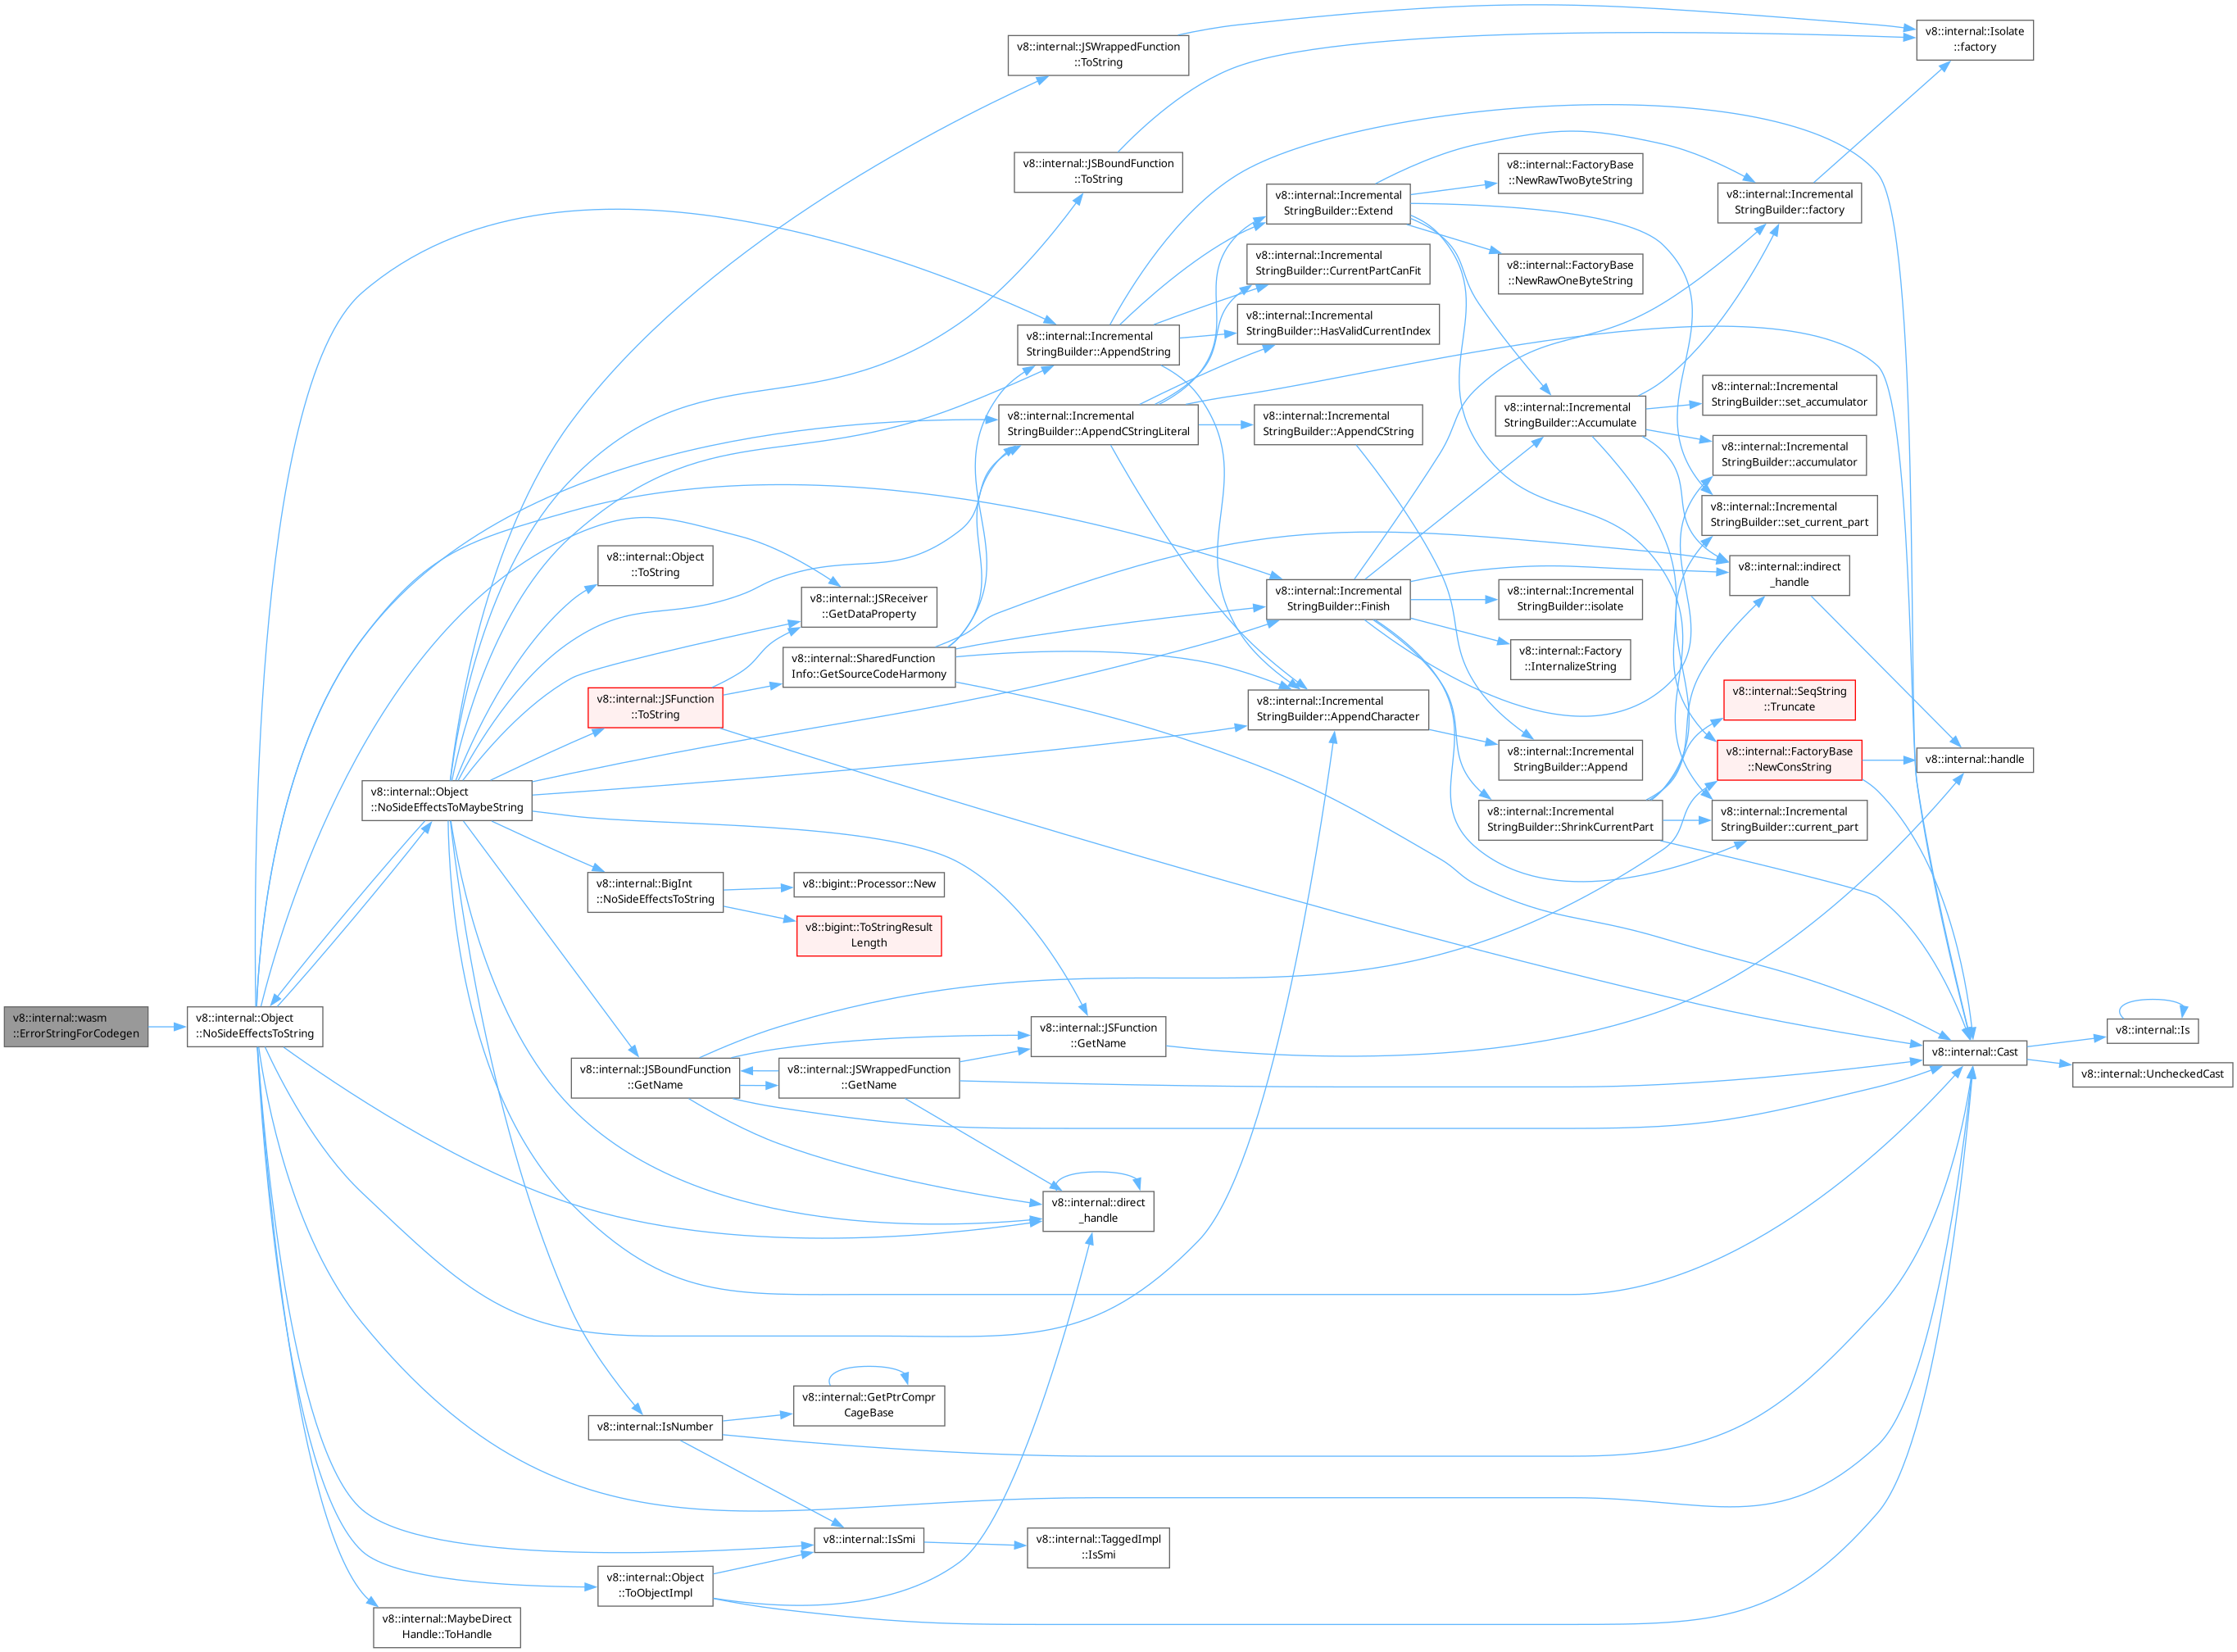 v8::internal::Isolate
::factory
v8::internal::JSWrappedFunction
::ToString
v8::internal::JSBoundFunction
::ToString
v8::internal::FactoryBase
::NewRawTwoByteString
v8::internal::Incremental
StringBuilder::Extend
v8::internal::Incremental
StringBuilder::factory
v8::internal::Incremental
StringBuilder::CurrentPartCanFit
v8::internal::FactoryBase
::NewRawOneByteString
v8::internal::Incremental
StringBuilder::HasValidCurrentIndex
v8::internal::Incremental
StringBuilder::AppendString
v8::internal::Incremental
StringBuilder::set_accumulator
v8::internal::Incremental
StringBuilder::Accumulate
v8::internal::Incremental
StringBuilder::AppendCStringLiteral
v8::internal::Incremental
StringBuilder::AppendCString
v8::internal::Incremental
StringBuilder::accumulator
v8::internal::Incremental
StringBuilder::set_current_part
v8::internal::Object
::ToString
v8::internal::indirect
_handle
v8::internal::JSReceiver
::GetDataProperty
v8::internal::Incremental
StringBuilder::Finish
v8::internal::Incremental
StringBuilder::isolate
v8::internal::Factory
::InternalizeString
v8::internal::SharedFunction
Info::GetSourceCodeHarmony
v8::internal::SeqString
::Truncate
v8::internal::JSFunction
::ToString
v8::internal::Incremental
StringBuilder::AppendCharacter
v8::internal::Incremental
StringBuilder::Append
v8::internal::FactoryBase
::NewConsString
v8::internal::handle
v8::internal::Object
::NoSideEffectsToMaybeString
v8::internal::Incremental
StringBuilder::ShrinkCurrentPart
v8::internal::Incremental
StringBuilder::current_part
v8::internal::BigInt
::NoSideEffectsToString
v8::bigint::Processor::New
v8::bigint::ToStringResult
Length
v8::internal::wasm
::ErrorStringForCodegen
v8::internal::Object
::NoSideEffectsToString
v8::internal::JSFunction
::GetName
v8::internal::Is
v8::internal::Cast
v8::internal::UncheckedCast
v8::internal::JSBoundFunction
::GetName
v8::internal::JSWrappedFunction
::GetName
v8::internal::direct
_handle
v8::internal::GetPtrCompr
CageBase
v8::internal::IsNumber
v8::internal::IsSmi
v8::internal::TaggedImpl
::IsSmi
v8::internal::Object
::ToObjectImpl
v8::internal::MaybeDirect
Handle::ToHandle